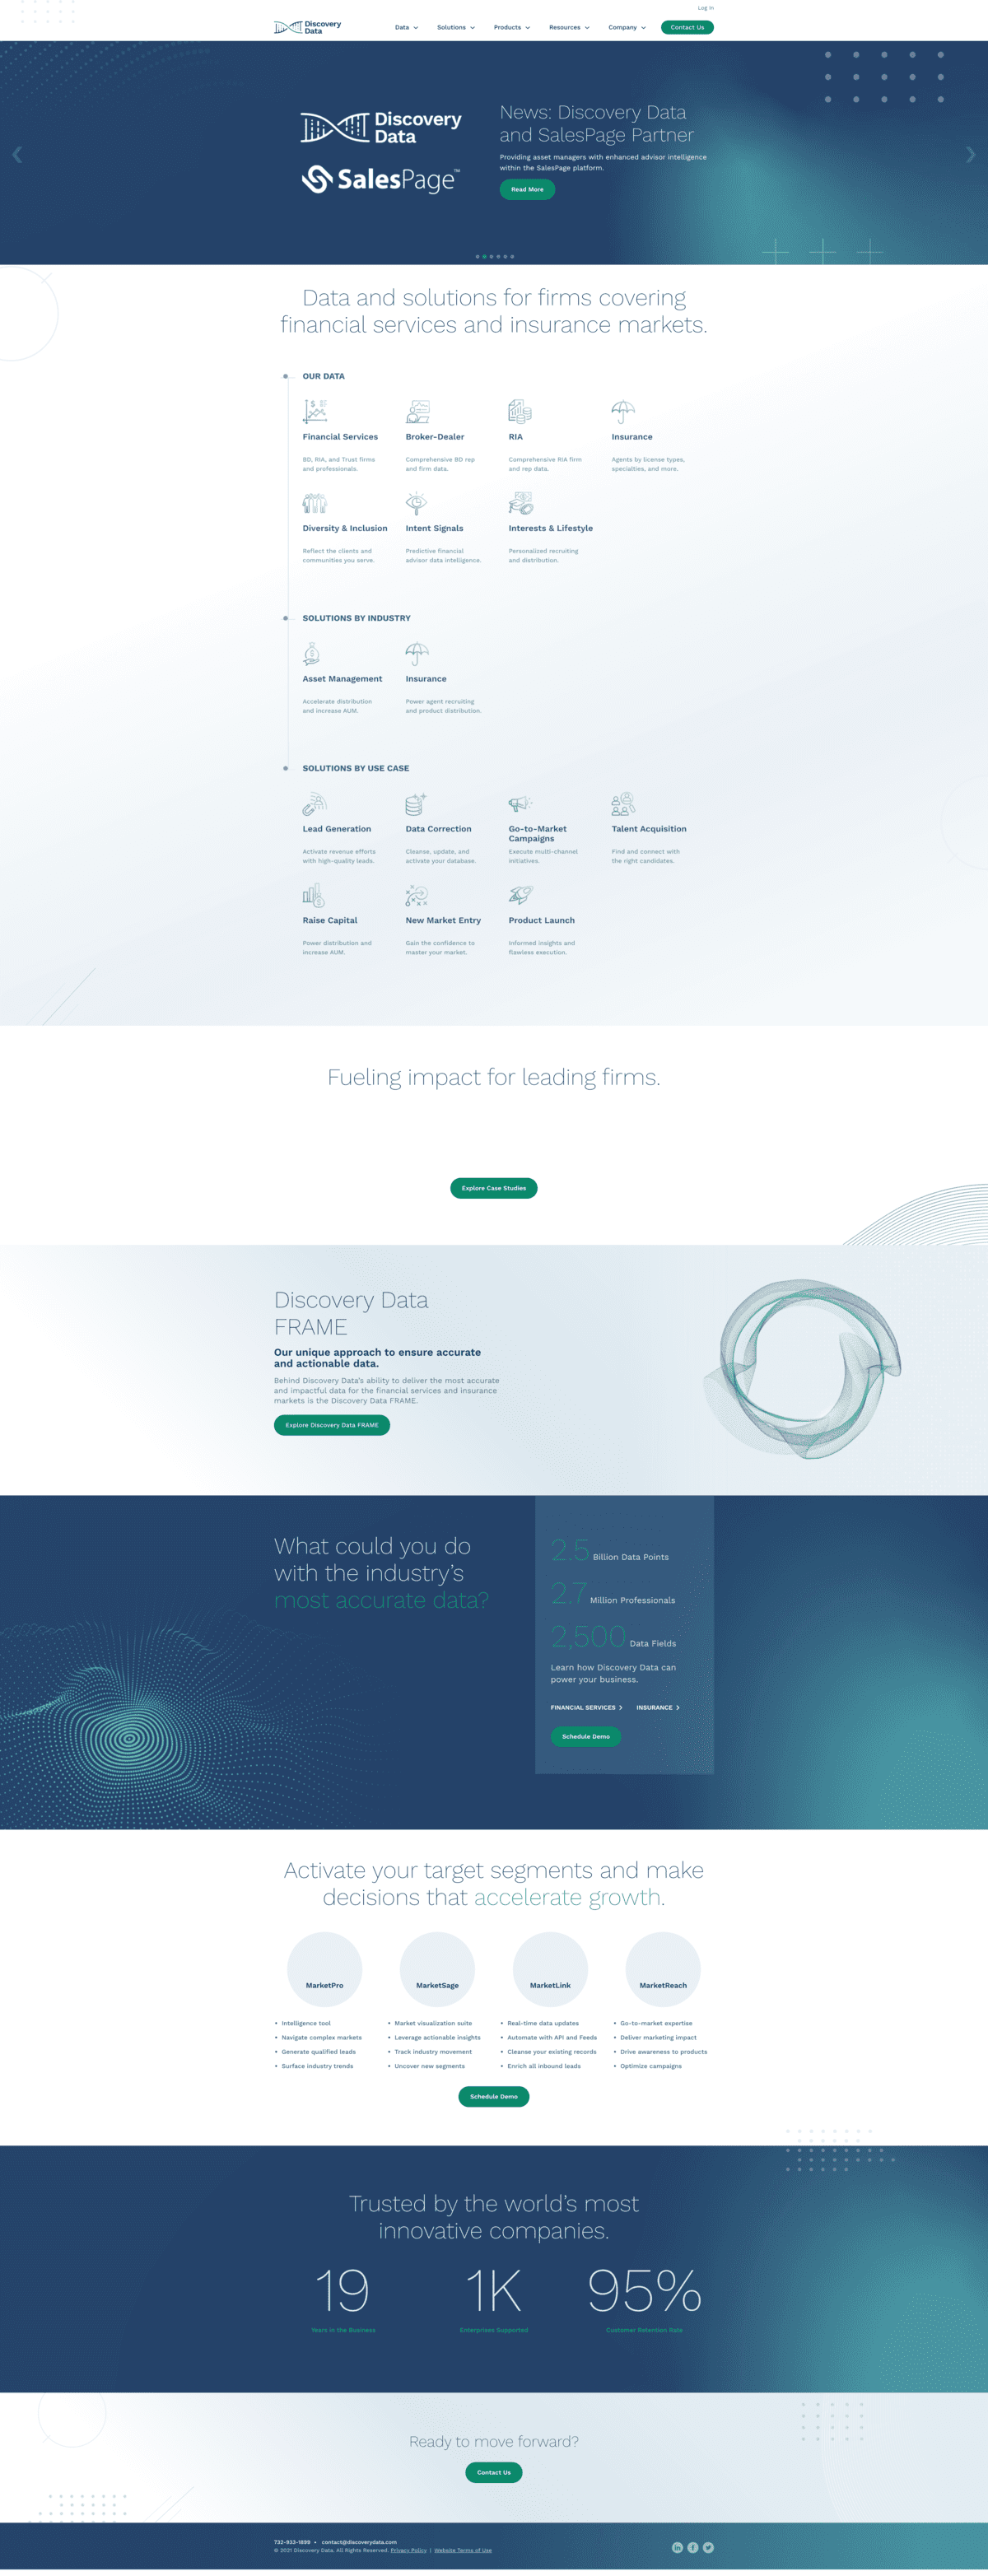 Log In
Discovery
Data
Data
Solutions
Products
Resources
Company
Contact Us
Discovery
Data
SalesPage™
News: Discovery Data
and SalesPage Partner
Providing asset managers with enhanced advisor intelligence
within the SalesPage platform.
Read More
Data and solutions for firms covering
financial services and insurance markets.
OUR DATA
Financial Services
BD, RIA, and Trust firms
and professionals.
Broker-Dealer
Comprehensive BD rep
and firm data.
RIA
Comprehensive RIA firm
and rep data.
Insurance
Agents by license types,
specialties, and more.
Diversity & Inclusion
Reflect the clients and
communities you serve.
Intent Signals
Predictive financial
advisor data intelligence.
Interests & Lifestyle
Personalized recruiting
and distribution.
SOLUTIONS BY INDUSTRY
Asset Management
Accelerate distribution
and increase AUM.
Insurance
Power agent recruiting
and product distribution.
SOLUTIONS BY USE CASE
Lead Generation
Activate revenue efforts
with high-quality leads.
Data Correction
Cleanse, update, and
activate your database.
Go-to-Market
Campaigns
Execute multi-channel
initiatives.
Talent Acquisition
Find and connect with
the right candidates.
Raise Capital
Power distribution and
increase AUM.
New Market Entry
Gain the confidence to
master your market.
Product Launch
Informed insights and
flawless execution.
Fueling impact for leading firms.
Explore Case Studies
Discovery Data
FRAME
Our unique approach to ensure accurate
and actionable data.
Behind Discovery Data's ability to deliver the most accurate
and impactful data for the financial services and insurance
markets is the Discovery Data FRAME.
Explore Discovery Data FRAME
What could you do
with the industry's
most accurate data?
2.5 Billion Data Points
2.7 Million Professionals
2,500 Data Fields
Learn how Discovery Data can
power your business.
FINANCIAL SERVICES >
INSURANCE >
Schedule Demo
Activate your target segments and make
decisions that accelerate growth.
MarketPro
• Intelligence tool
• Navigate complex markets
• Generate qualified leads
• Surface industry trends
MarketSage
• Market visualization suite
• Leverage actionable insights
• Track industry movement
• Uncover new segments
MarketLink
• Real-time data updates
• Automate with API and Feeds
• Cleanse your existing records
• Enrich all inbound leads
MarketReach
• Go-to-market expertise
• Deliver marketing impact
• Drive awareness to products
• Optimize campaigns
Schedule Demo
Trusted by the world's most
innovative companies.
19
Years in the Business
1K
Enterprises Supported
95%
Customer Retention Rate
Ready to move forward?
Contact Us
732-933-1899 • contact@discoverydata.com
© 2021 Discovery Data. All Rights Reserved. Privacy Policy | Website Terms of Use
in
f